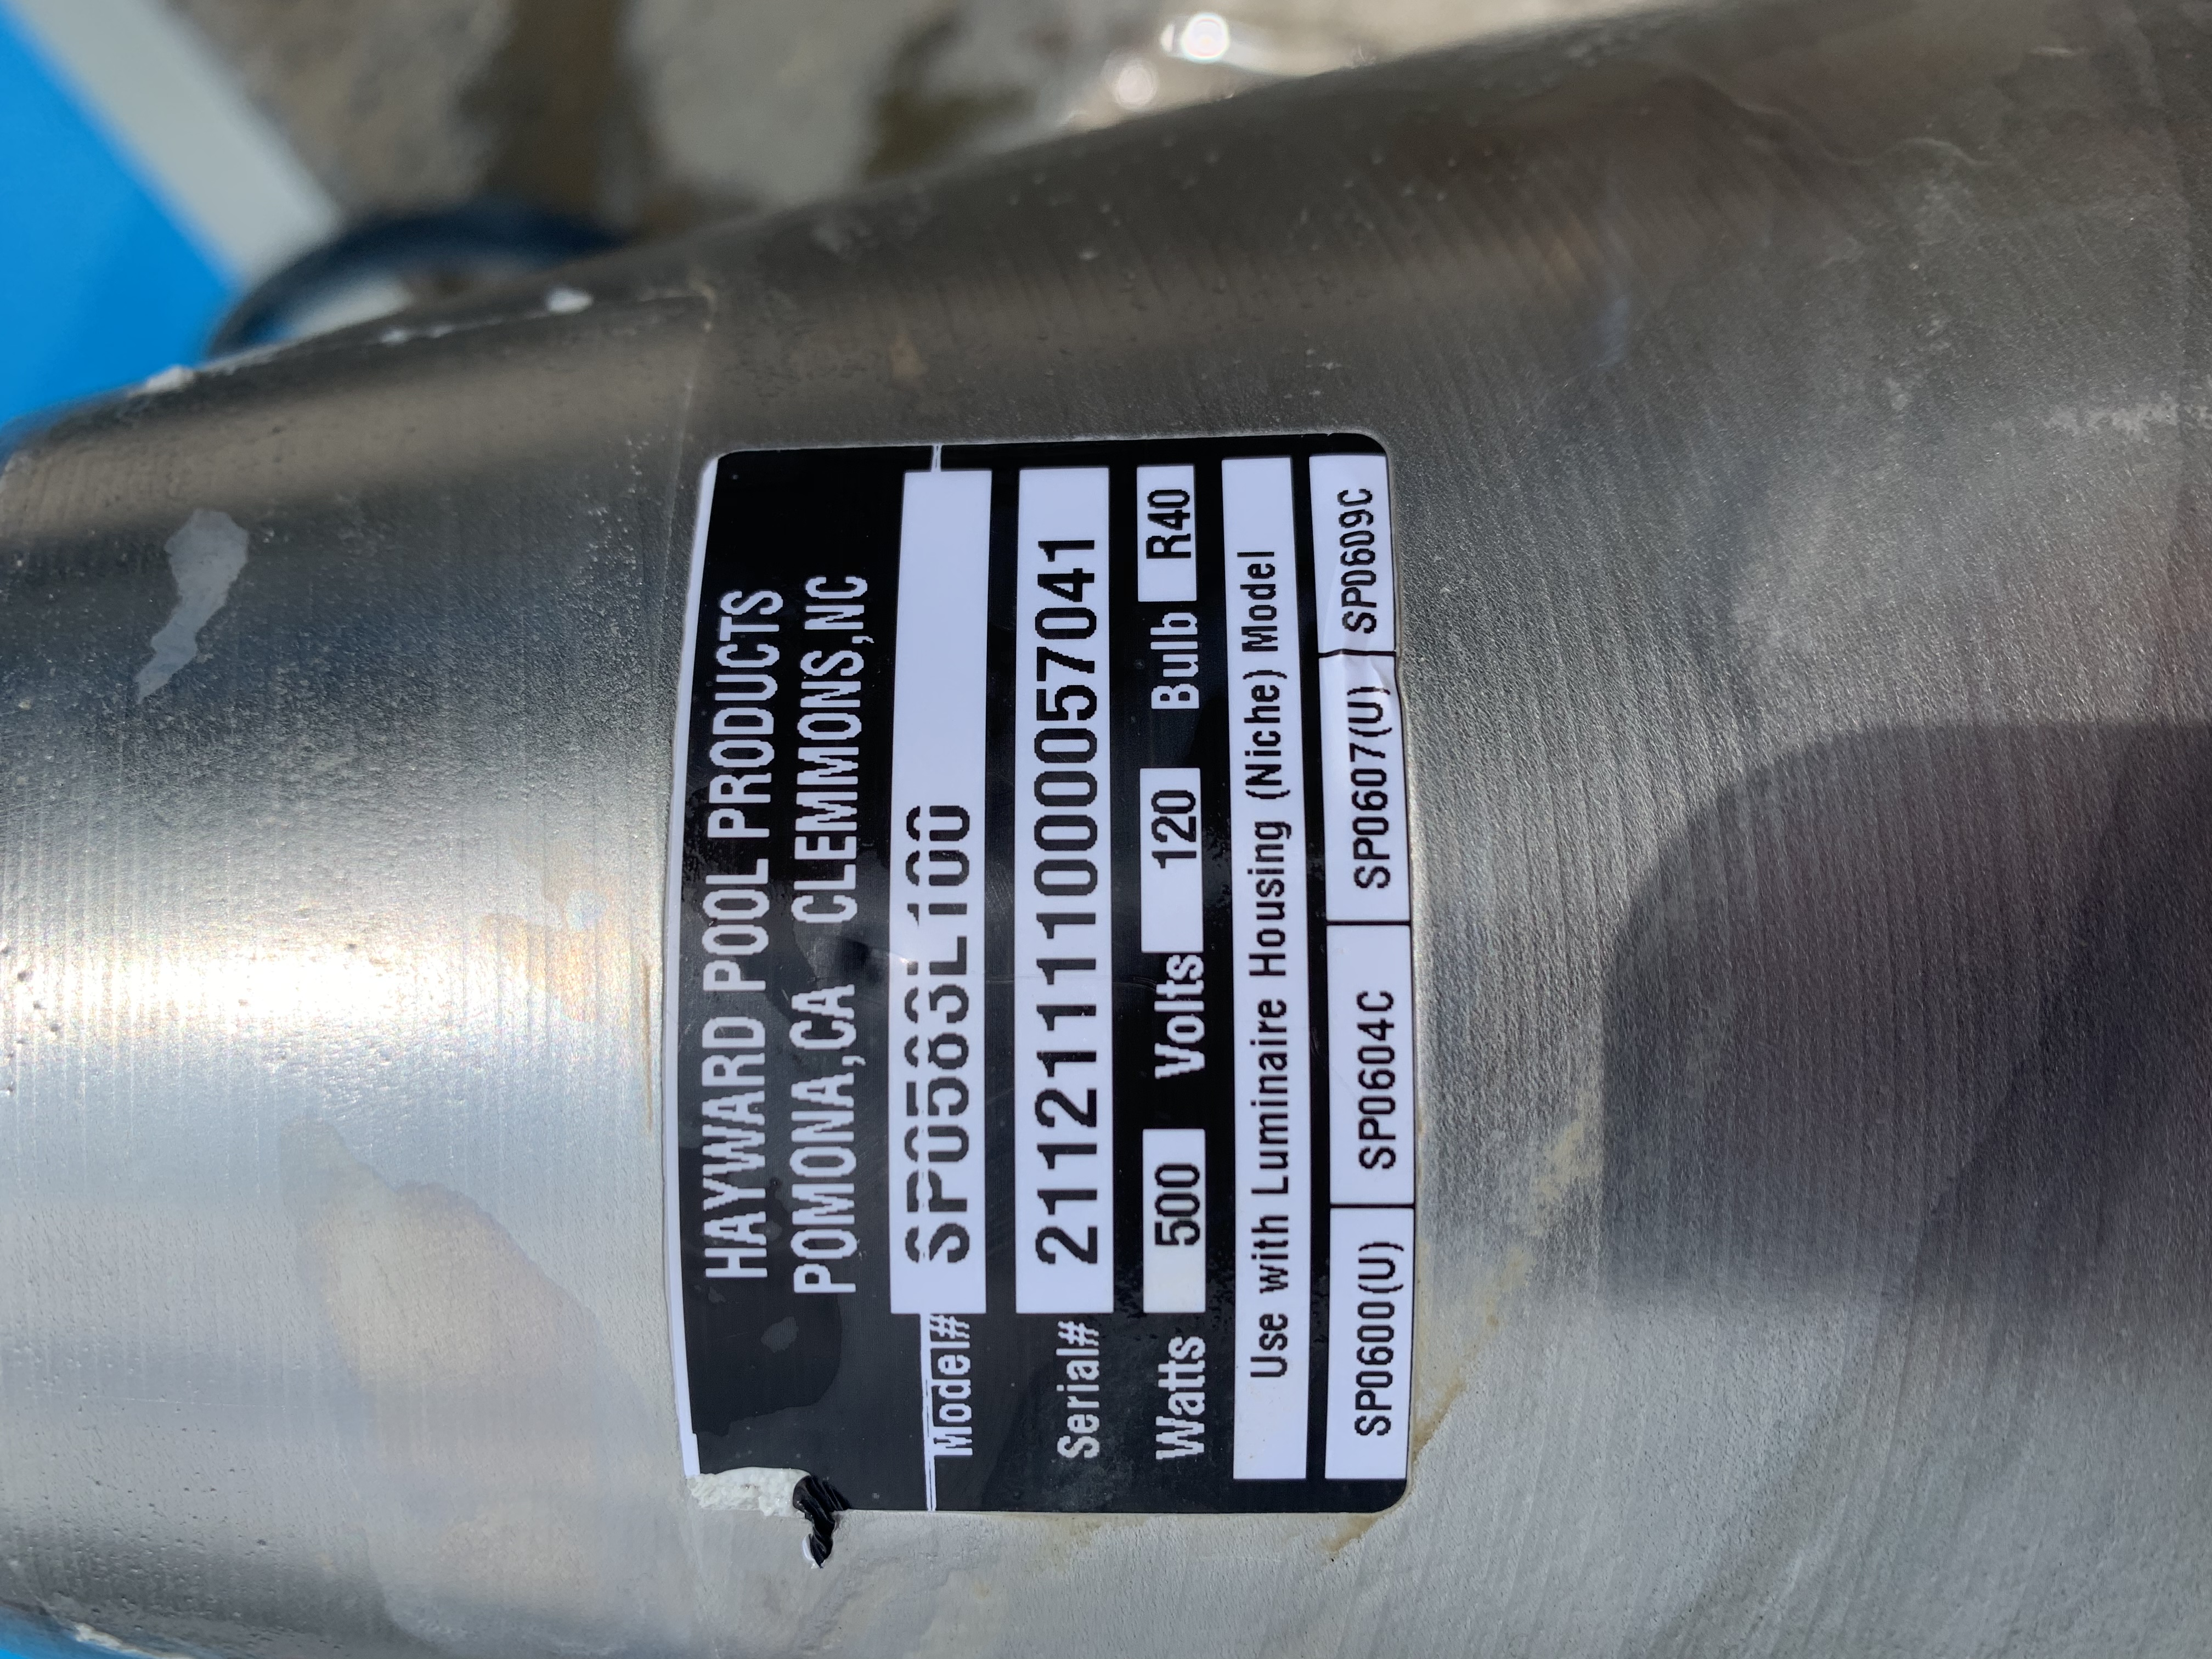 HAYWARD POOL PRODUCTS
POMONA,CA CLEMMONS,NC
Model# SP0583L100
Serial# 211211111000057041
Watts 500 Volts 120 Bulb R40
Use with Luminaire Housing (Niche) Model
SP0600(U) SP0604C SP0607(U) SP0609C